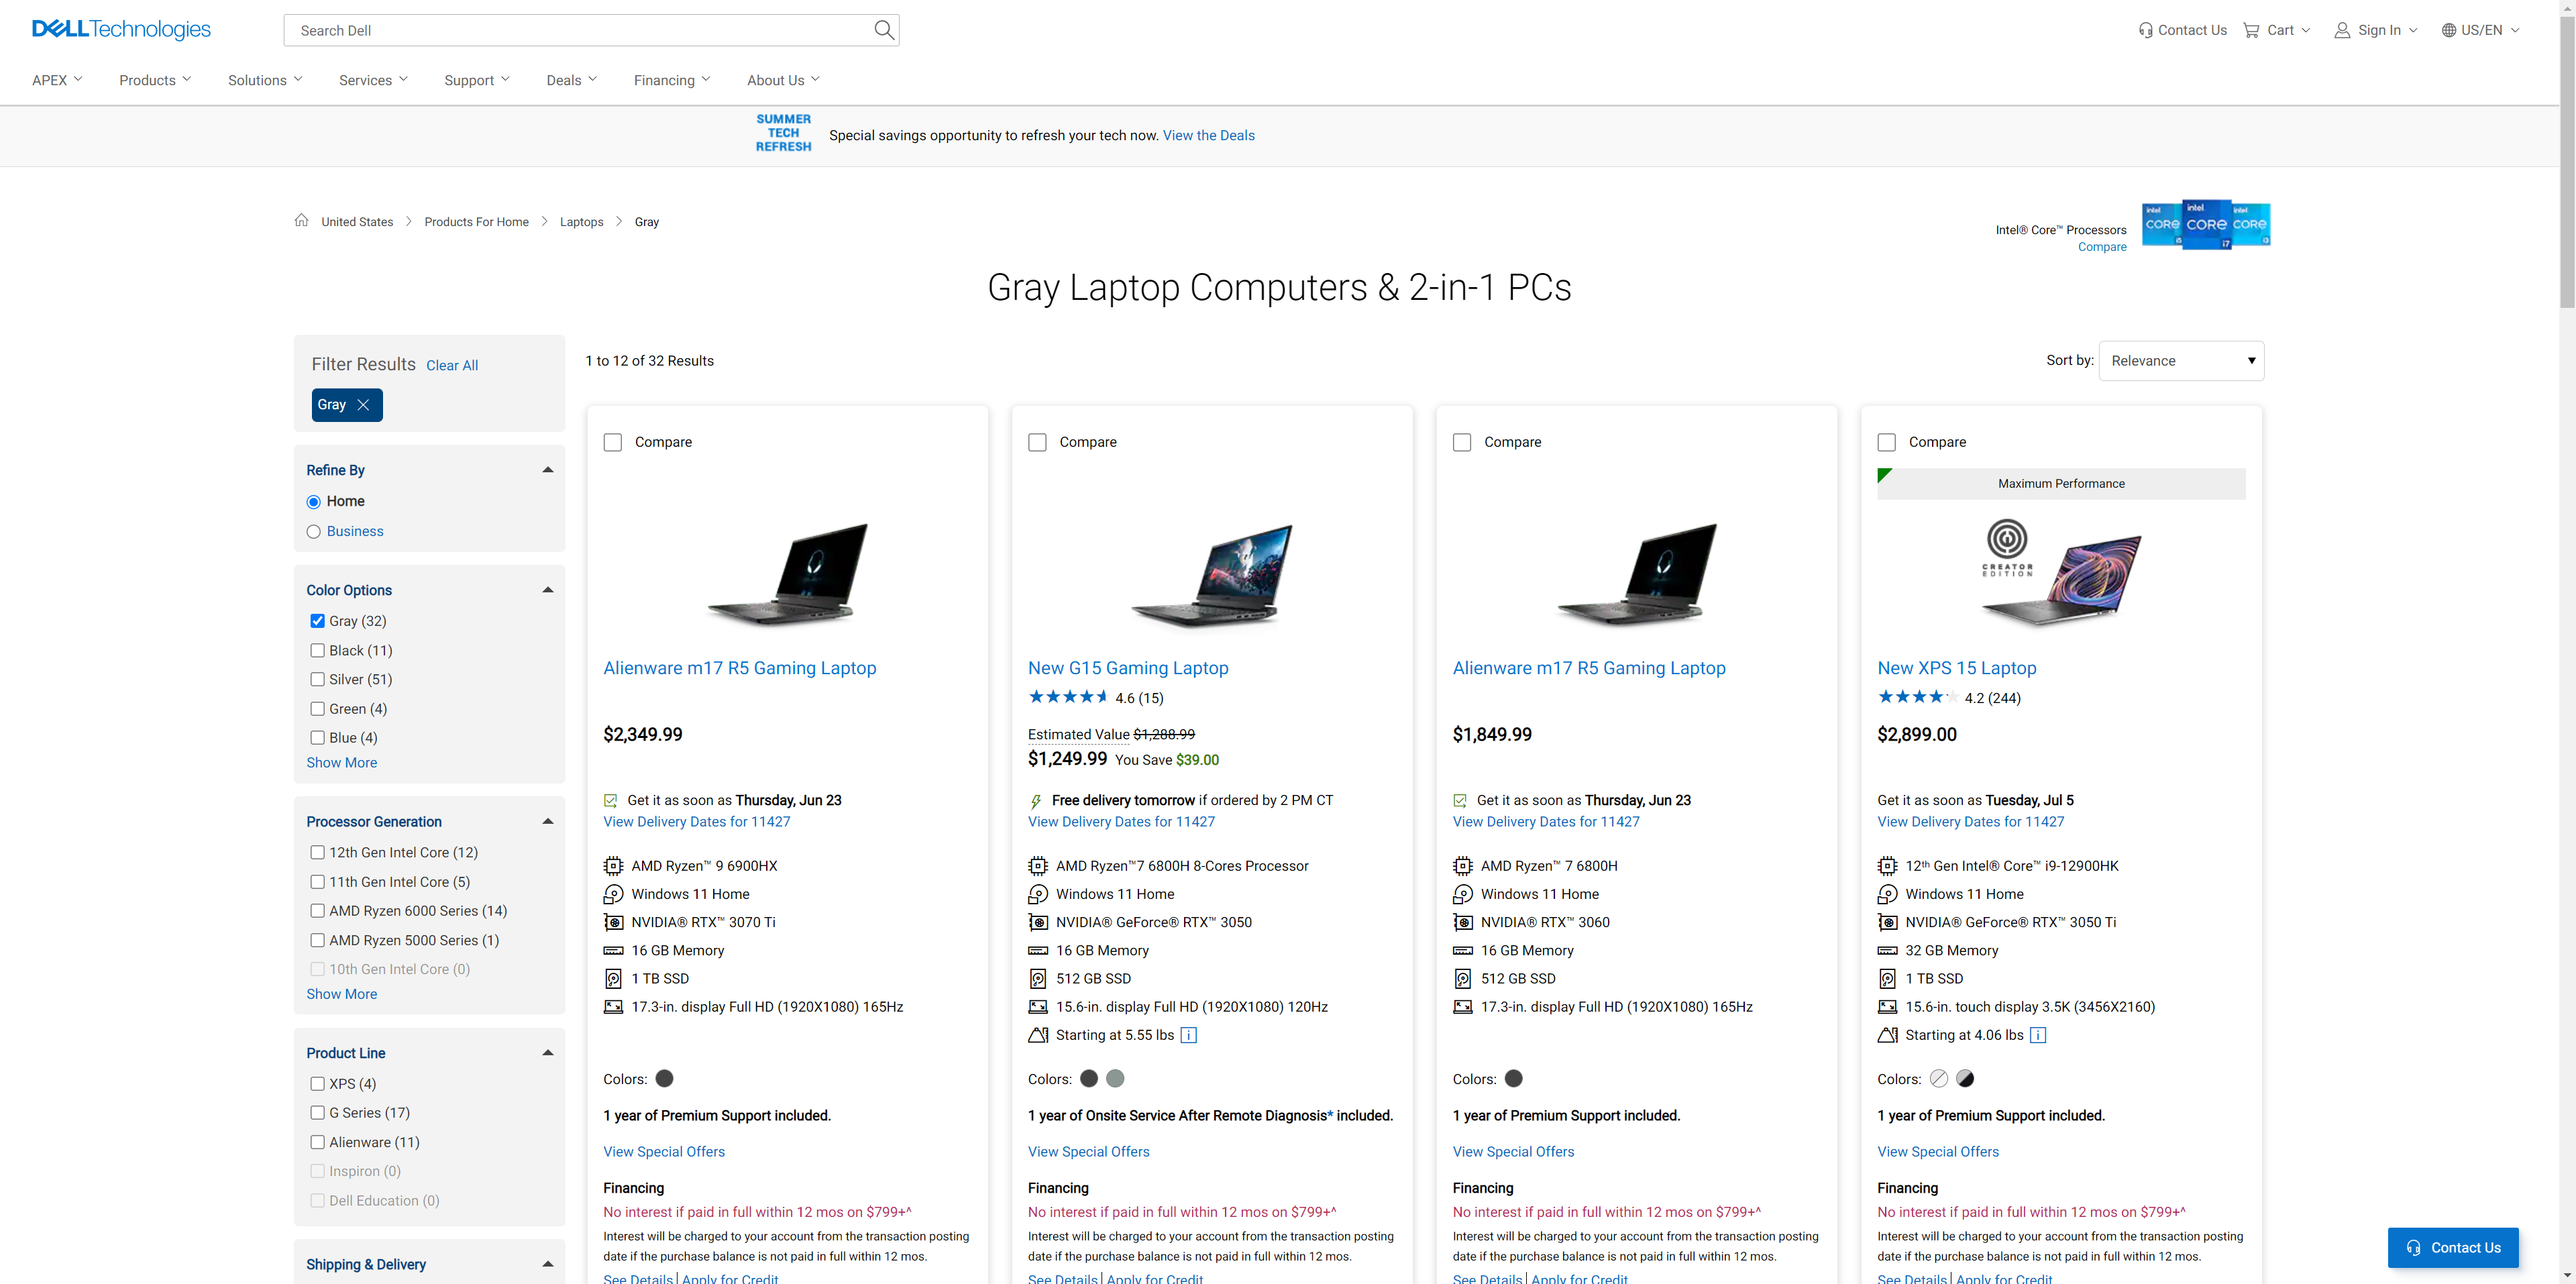 DELL Technologies
Search Dell
Contact Us
Cart
Sign In
US/EN
APEX
Products
Solutions
Services
Support
Deals
Financing
About Us
SUMMER
TECH
REFRESH
Special savings opportunity to refresh your tech now. View the Deals
United States
Products For Home
Laptops
Gray
Intel® Core™ Processors
Compare
intel intel intel
CORE CORE CORE
i5 i7 i3
Gray Laptop Computers & 2-in-1 PCs
Filter Results Clear All
Gray
Refine By
Home
Business
Color Options
Gray (32)
Black (11)
Silver (51)
Green (4)
Blue (4)
Show More
Processor Generation
12th Gen Intel Core (12)
11th Gen Intel Core (5)
AMD Ryzen 6000 Series (14)
AMD Ryzen 5000 Series (1)
10th Gen Intel Core (0)
Show More
Product Line
XPS (4)
G Series (17)
Alienware (11)
Inspiron (0)
Dell Education (0)
Shipping & Delivery
1 to 12 of 32 Results
Sort by: Relevance
Compare
Alienware m17 R5 Gaming Laptop
$2,349.99
Get it as soon as Thursday, Jun 23
View Delivery Dates for 11427
AMD Ryzen™ 9 6900HX
Windows 11 Home
NVIDIA® RTX™ 3070 Ti
16 GB Memory
1 TB SSD
17.3-in. display Full HD (1920X1080) 165Hz
Colors:
1 year of Premium Support included.
View Special Offers
Financing
No interest if paid in full within 12 mos on $799+^
Interest will be charged to your account from the transaction posting
date if the purchase balance is not paid in full within 12 mos.
See Details | Apply for Credit
Compare
New G15 Gaming Laptop
4.6 (15)
Estimated Value $1,288.99
$1,249.99 You Save $39.00
Free delivery tomorrow if ordered by 2 PM CT
View Delivery Dates for 11427
AMD Ryzen™7 6800H 8-Cores Processor
Windows 11 Home
NVIDIA® GeForce® RTX™ 3050
16 GB Memory
512 GB SSD
15.6-in. display Full HD (1920X1080) 120Hz
Starting at 5.55 lbs i
Colors:
1 year of Onsite Service After Remote Diagnosis* included.
View Special Offers
Financing
No interest if paid in full within 12 mos on $799+^
Interest will be charged to your account from the transaction posting
date if the purchase balance is not paid in full within 12 mos.
See Details | Apply for Credit
Compare
Alienware m17 R5 Gaming Laptop
$1,849.99
Get it as soon as Thursday, Jun 23
View Delivery Dates for 11427
AMD Ryzen™ 7 6800H
Windows 11 Home
NVIDIA® RTX™ 3060
16 GB Memory
512 GB SSD
17.3-in. display Full HD (1920X1080) 165Hz
Colors:
1 year of Premium Support included.
View Special Offers
Financing
No interest if paid in full within 12 mos on $799+^
Interest will be charged to your account from the transaction posting
date if the purchase balance is not paid in full within 12 mos.
See Details | Apply for Credit
Compare
Maximum Performance
CREATOR
EDITION
New XPS 15 Laptop
4.2 (244)
$2,899.00
Get it as soon as Tuesday, Jul 5
View Delivery Dates for 11427
12ᵗʰ Gen Intel® Core™ i9-12900HK
Windows 11 Home
NVIDIA® GeForce® RTX™ 3050 Ti
32 GB Memory
1 TB SSD
15.6-in. touch display 3.5K (3456X2160)
Starting at 4.06 lbs i
Colors:
1 year of Premium Support included.
View Special Offers
Financing
No interest if paid in full within 12 mos on $799+^
Interest will be charged to your account from the transaction posting
date if the purchase balance is not paid in full within 12 mos.
See Details | Apply for Credit
Contact Us